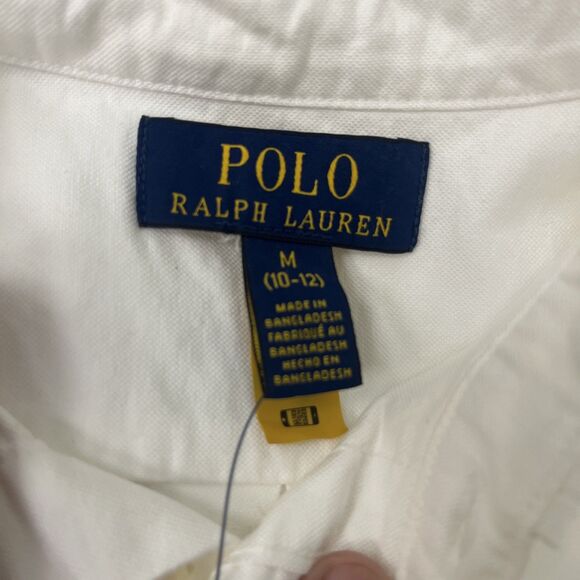 POLO
RALPH LAUREN
M
(10-12)
MADE IN
BANGLADESH
FABRIQUÉ AU
BANGLADESH
HECHO EN
BANGLADESH